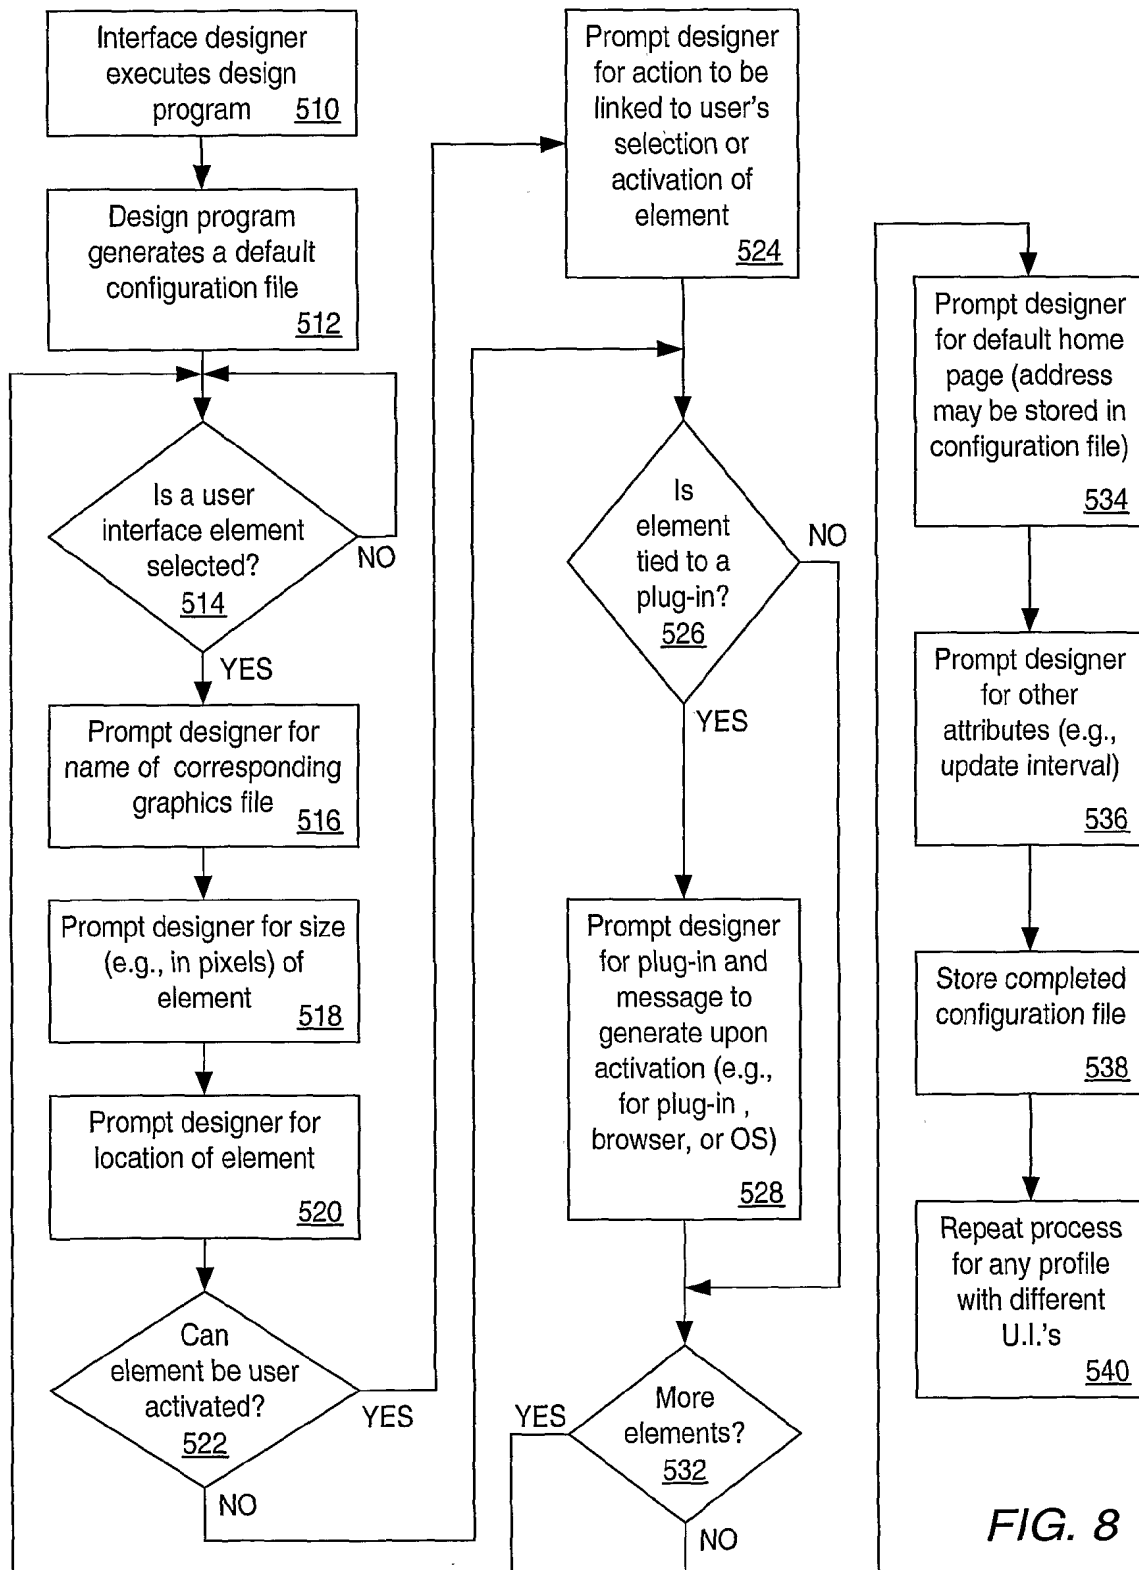 Interface designer
executes design
program 510
Design program
generates a default
configuration file
512
Is a user
interface element
selected?
514
NO
YES
Prompt designer for
name of corresponding
graphics file
516
Prompt designer for size
(e.g., in pixels) of
element
518
Prompt designer for
location of element
520
Can
element be user
activated?
522
YES
NO
Prompt designer
for action to be
linked to user's
selection or
activation of
element
524
Is
element
tied to a
plug-in?
526
NO
YES
Prompt designer
for plug-in and
message to
generate upon
activation (e.g.,
for plug-in ,
browser, or OS)
528
More
elements?
532
YES
NO
Prompt designer
for default home
page (address
may be stored in
configuration file)
534
Prompt designer
for other
attributes (e.g.,
update interval)
536
Store completed
configuration file
538
Repeat process
for any profile
with different
U.I.'s
540
FIG. 8